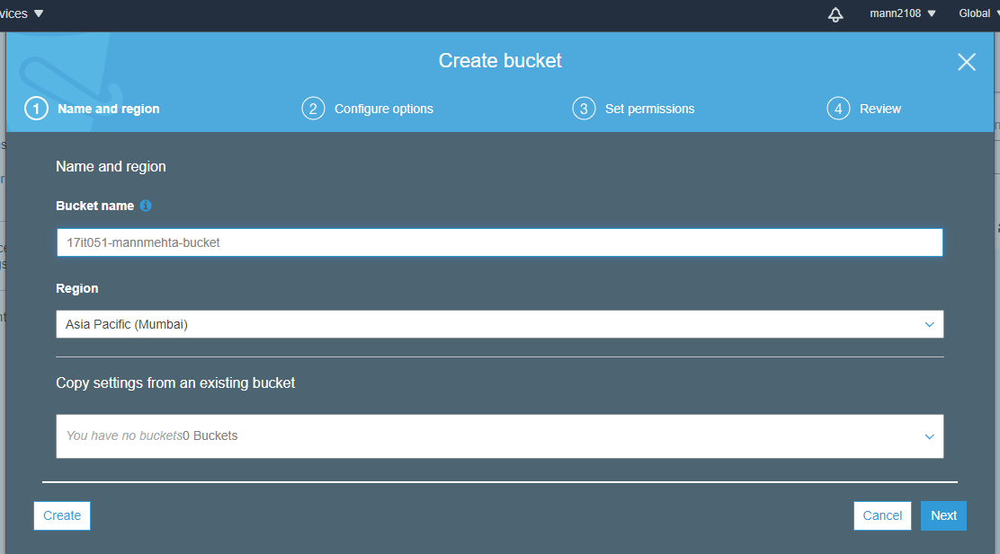 vices mann2108 Global
Create bucket
1 Name and region 2 Configure options 3 Set permissions 4 Review
Name and region
Bucket name
17it051-mannmehta-bucket
Region
Asia Pacific (Mumbai)
Copy settings from an existing bucket
You have no buckets0 Buckets
Create Cancel Next